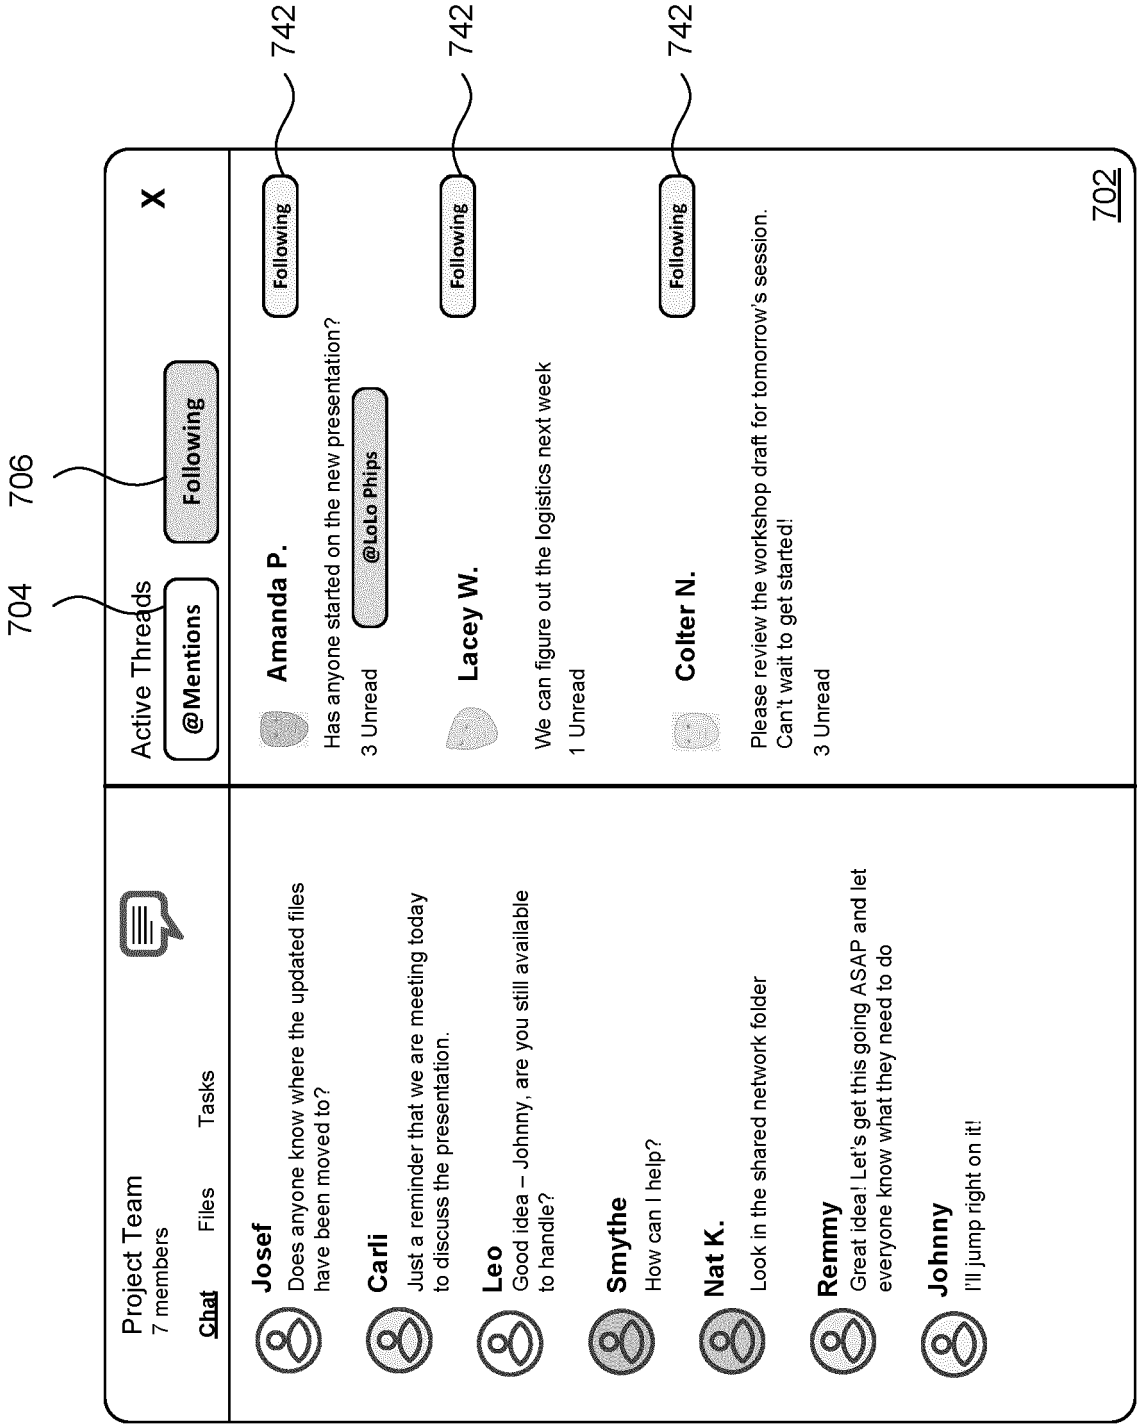 704
706
Project Team
7 members
Chat
Files
Tasks
Josef
Does anyone know where the updated files
have been moved to?
Carli
Just a reminder that we are meeting today
to discuss the presentation.
Leo
Good idea – Johnny, are you still available
to handle?
Smythe
How can I help?
Nat K.
Look in the shared network folder
Remmy
Great idea! Let's get this going ASAP and let
everyone know what they need to do
Johnny
I'll jump right on it!
Active Threads
X
@Mentions
Following
Amanda P.
Following
742
Has anyone started on the new presentation?
3 Unread
@LoLo Phips
Lacey W.
Following
742
We can figure out the logistics next week
1 Unread
Colter N.
Following
742
Please review the workshop draft for tomorrow's session.
Can't wait to get started!
3 Unread
702